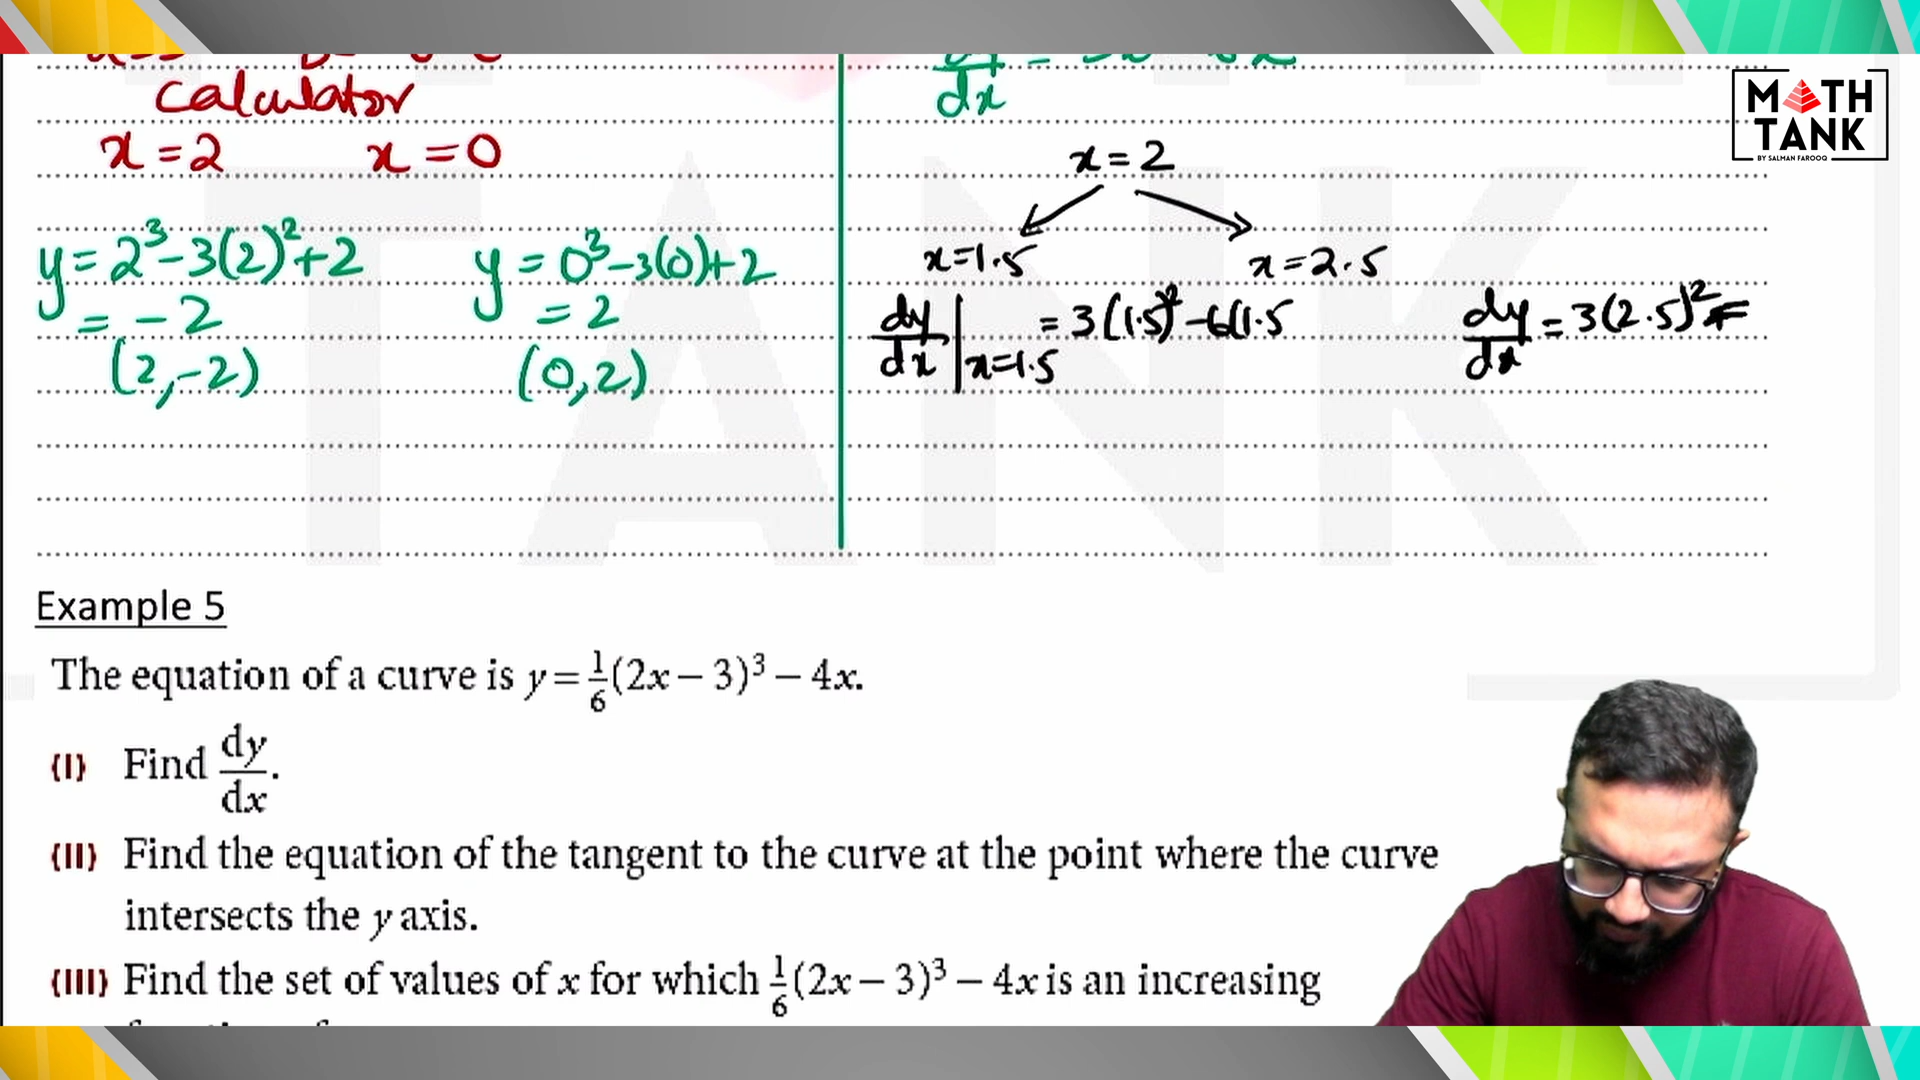 calculator
x = 2 x = 0
y = 2³ - 3(2)² + 2
= -2
(2, -2)
y = 0³ - 3(0) + 2
= 2
(0, 2)
dx
x = 2
x = 1.5 x = 2.5
dy/dx | x = 1.5 = 3(1.5)² - 6(1.5
dy/dx = 3(2.5)²
MATH
TANK
BY SALMAN FAROOQ
TANK
Example 5
The equation of a curve is y = 1/6(2x – 3)³ – 4x.
(I) Find dy/dx.
(II) Find the equation of the tangent to the curve at the point where the curve
intersects the y axis.
(III) Find the set of values of x for which 1/6(2x – 3)³ – 4x is an increasing